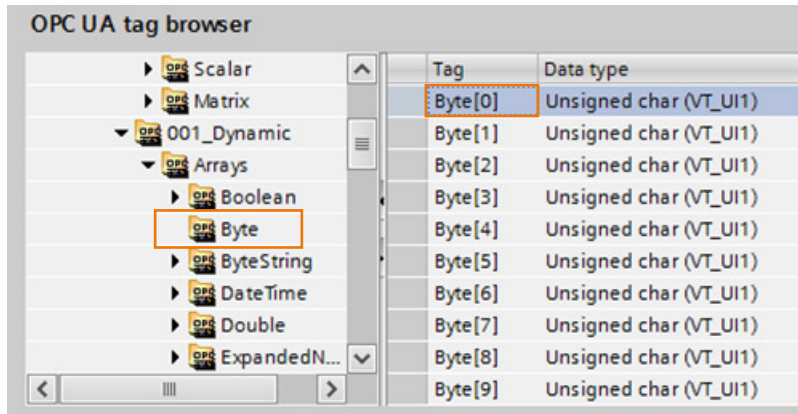 OPC UA tag browser
Scalar
Matrix
001_Dynamic
Arrays
Boolean
Byte
ByteString
DateTime
Double
ExpandedN...
Tag Data type
Byte[0] Unsigned char (VT_UI1)
Byte[1] Unsigned char (VT_UI1)
Byte[2] Unsigned char (VT_UI1)
Byte[3] Unsigned char (VT_UI1)
Byte[4] Unsigned char (VT_UI1)
Byte[5] Unsigned char (VT_UI1)
Byte[6] Unsigned char (VT_UI1)
Byte[7] Unsigned char (VT_UI1)
Byte[8] Unsigned char (VT_UI1)
Byte[9] Unsigned char (VT_UI1)